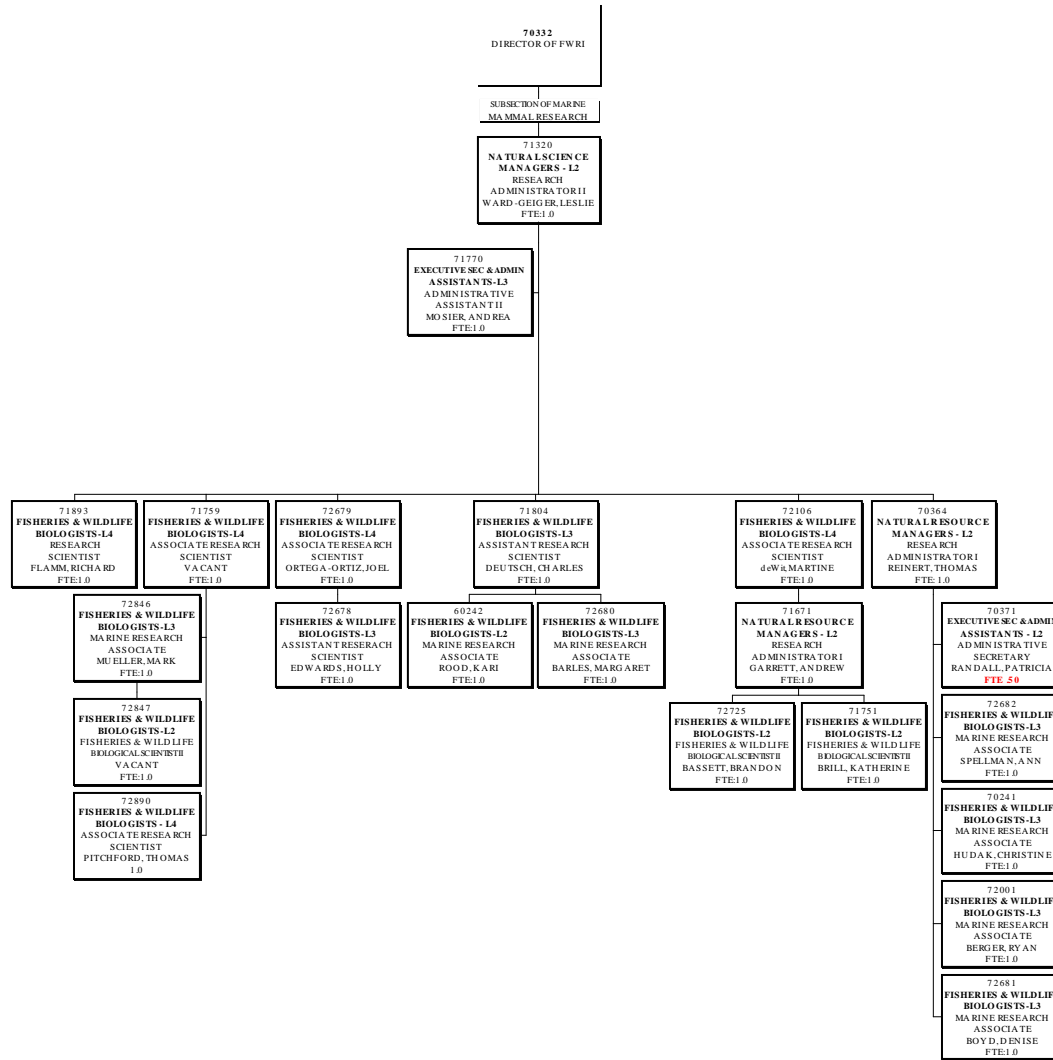 70332
DIRECTOR OF FWRI
SUBSECTION OF MARINE
MAMMAL RESEARCH
71320
NATURAL SCIENCE
MANAGERS - L2
RESEARCH
ADMINISTRATOR II
WARD-GEIGER, LESLIE
FTE:1.0
71770
EXECUTIVE SEC & ADMIN
ASSISTANTS-L3
ADMINISTRATIVE
ASSISTANT II
MOSIER, ANDREA
FTE:1.0
71893
FISHERIES & WILDLIFE
BIOLOGISTS-L4
RESEARCH
SCIENTIST
FLAMM, RICHARD
FTE:1.0
71759
FISHERIES & WILDLIFE
BIOLOGISTS-L4
ASSOCIATE RESEARCH
SCIENTIST
VACANT
FTE:1.0
72679
FISHERIES & WILDLIFE
BIOLOGISTS-L4
ASSOCIATE RESEARCH
SCIENTIST
ORTEGA-ORTIZ, JOEL
FTE:1.0
71804
FISHERIES & WILDLIFE
BIOLOGISTS-L3
ASSISTANT RESEARCH
SCIENTIST
DEUTSCH, CHARLES
FTE:1.0
72106
FISHERIES & WILDLIFE
BIOLOGISTS-L4
ASSOCIATE RESEARCH
SCIENTIST
deWit, MARTINE
FTE:1.0
70364
NATURAL RESOURCE
MANAGERS - L2
RESEARCH
ADMINISTRATOR I
REINERT, THOMAS
FTE: 1.0
72846
FISHERIES & WILDLIFE
BIOLOGISTS-L3
MARINE RESEARCH
ASSOCIATE
MUELLER, MARK
FTE:1.0
72678
FISHERIES & WILDLIFE
BIOLOGISTS-L3
ASSISTANT RESERACH
SCIENTIST
EDWARDS, HOLLY
FTE:1.0
60242
FISHERIES & WILDLIFE
BIOLOGISTS-L2
MARINE RESEARCH
ASSOCIATE
ROOD, KARI
FTE:1.0
72680
FISHERIES & WILDLIFE
BIOLOGISTS-L3
MARINE RESEARCH
ASSOCIATE
BARLES, MARGARET
FTE:1.0
71671
NATURAL RESOURCE
MANAGERS - L2
RESEARCH
ADMINISTRATOR I
GARRETT, ANDREW
FTE:1.0
70371
EXECUTIVE SEC & ADMIN
ASSISTANTS - L2
ADMINISTRATIVE
SECRETARY
RANDALL, PATRICIA
FTE .50
72847
FISHERIES & WILDLIFE
BIOLOGISTS-L2
FISHERIES & WILDLIFE
BIOLOGICAL SCIENTIST II
VACANT
FTE:1.0
72725
FISHERIES & WILDLIFE
BIOLOGISTS-L2
FISHERIES & WILDLIFE
BIOLOGICAL SCIENTIST II
BASSETT, BRANDON
FTE:1.0
71751
FISHERIES & WILDLIFE
BIOLOGISTS-L2
FISHERIES & WILDLIFE
BIOLOGICAL SCIENTIST II
BRILL, KATHERINE
FTE:1.0
72682
FISHERIES & WILDLIF
BIOLOGISTS-L3
MARINE RESEARCH
ASSOCIATE
SPELLMAN, ANN
FTE:1.0
72890
FISHERIES & WILDLIFE
BIOLOGISTS - L4
ASSOCIATE RESEARCH
SCIENTIST
PITCHFORD, THOMAS
1.0
70241
FISHERIES & WILDLIF
BIOLOGISTS-L3
MARINE RESEARCH
ASSOCIATE
HUDAK, CHRISTINE
FTE:1.0
72001
FISHERIES & WILDLIF
BIOLOGISTS-L3
MARINE RESEARCH
ASSOCIATE
BERGER, RYAN
FTE:1.0
72681
FISHERIES & WILDLIF
BIOLOGISTS-L3
MARINE RESEARCH
ASSOCIATE
BOYD, DENISE
FTE:1.0